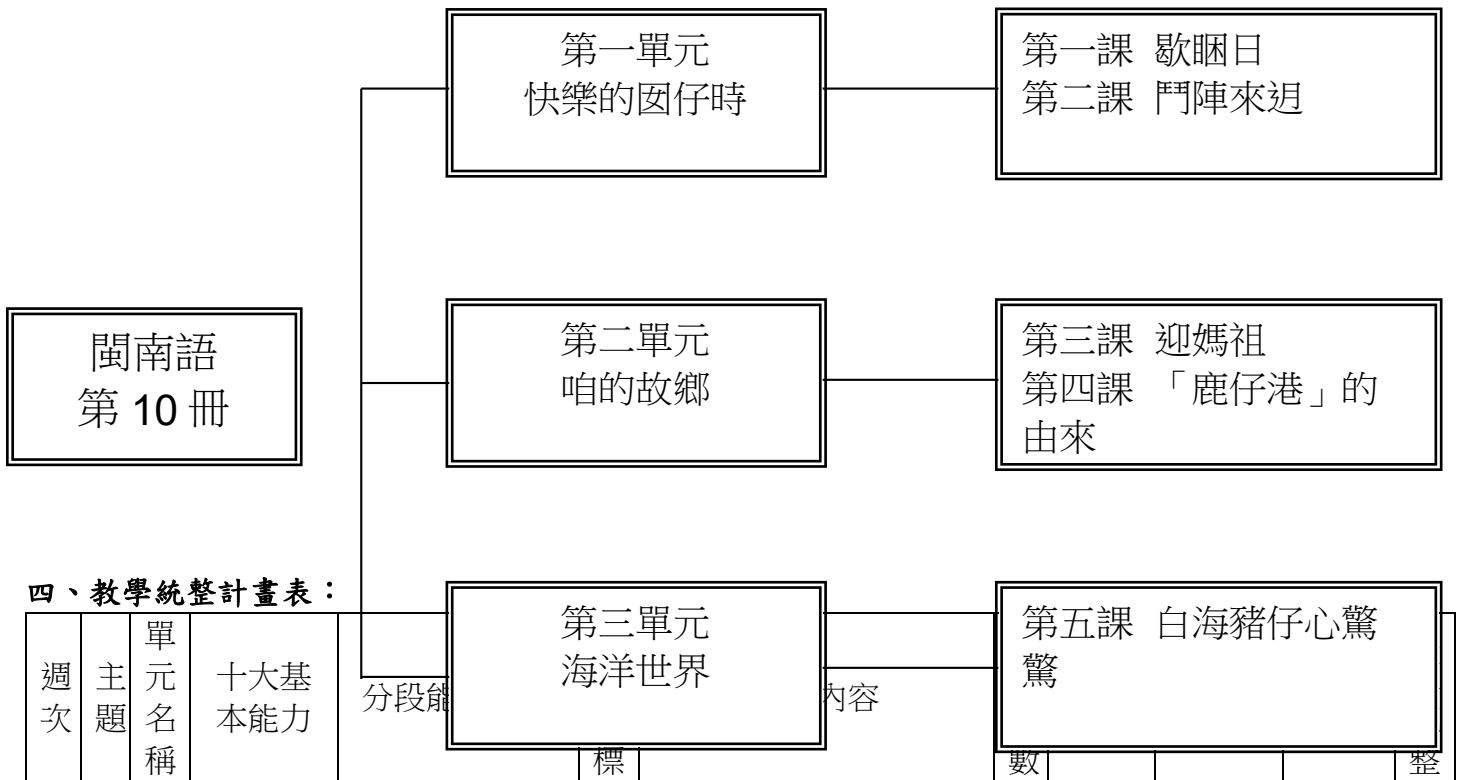 第一單元
快樂的囡仔時
第一課 歇睏日
第二課 鬥陣來𨑨
閩南語
第 10 冊
第二單元
咱的故鄉
第三課 迎媽祖
第四課 「鹿仔港」的
由來
四、教學統整計畫表：
第三單元
海洋世界
第五課 白海豬仔心驚
驚
週次
主題
單元名稱
十大基
本能力
分段能
標
內容
數
整